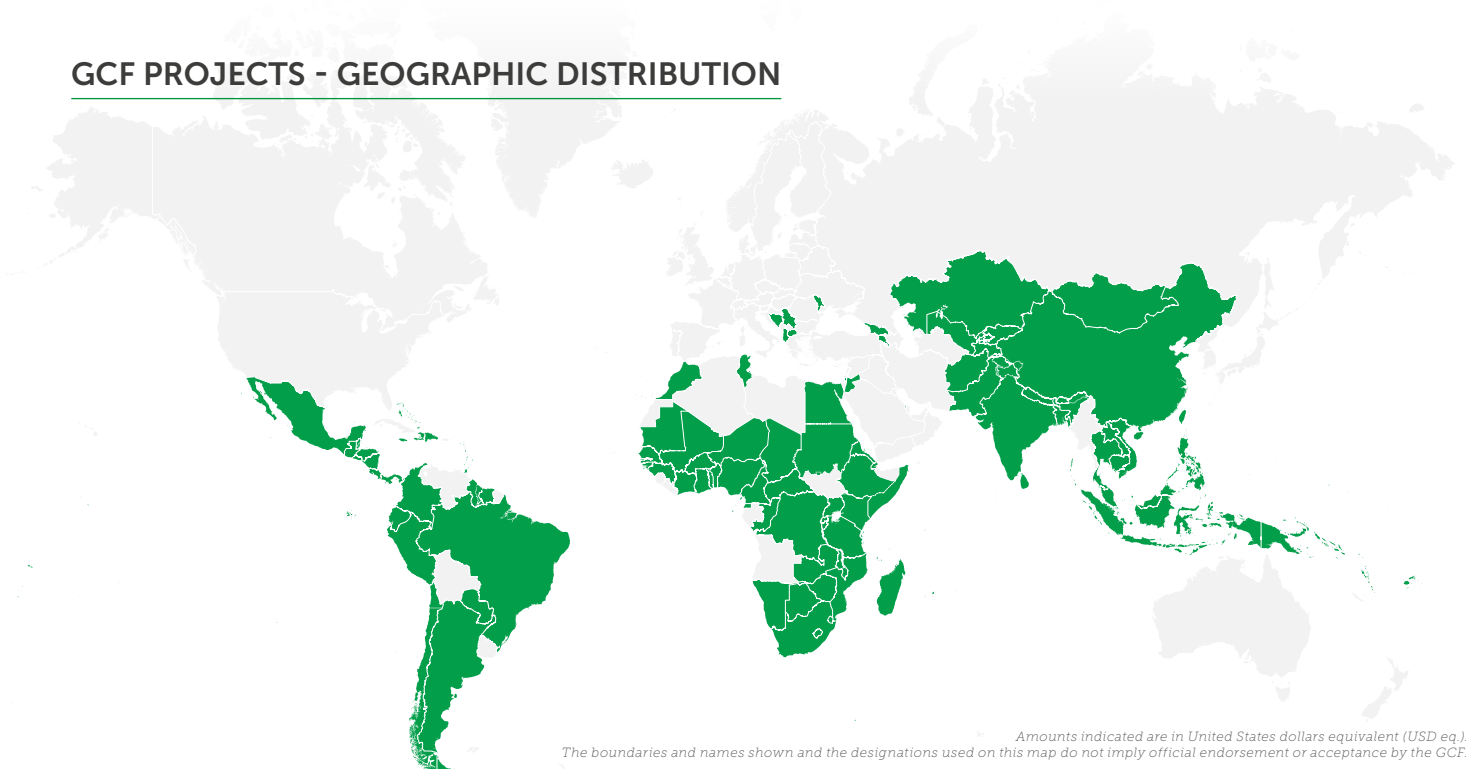 GCF PROJECTS - GEOGRAPHIC DISTRIBUTION
Amounts indicated are in United States dollars equivalent (USD eq.).
The boundaries and names shown and the designations used on this map do not imply official endorsement or acceptance by the GCF.